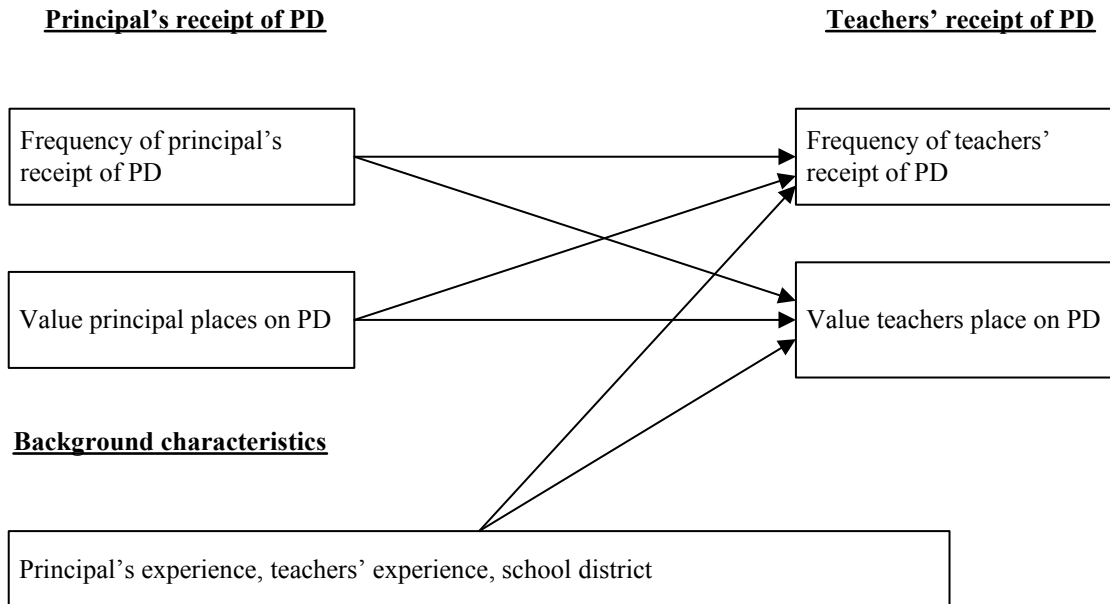 Principal’s receipt of PD
Teachers’ receipt of PD
Frequency of principal’s
receipt of PD
Frequency of teachers’
receipt of PD
Value principal places on PD
Value teachers place on PD
Background characteristics
Principal’s experience, teachers’ experience, school district